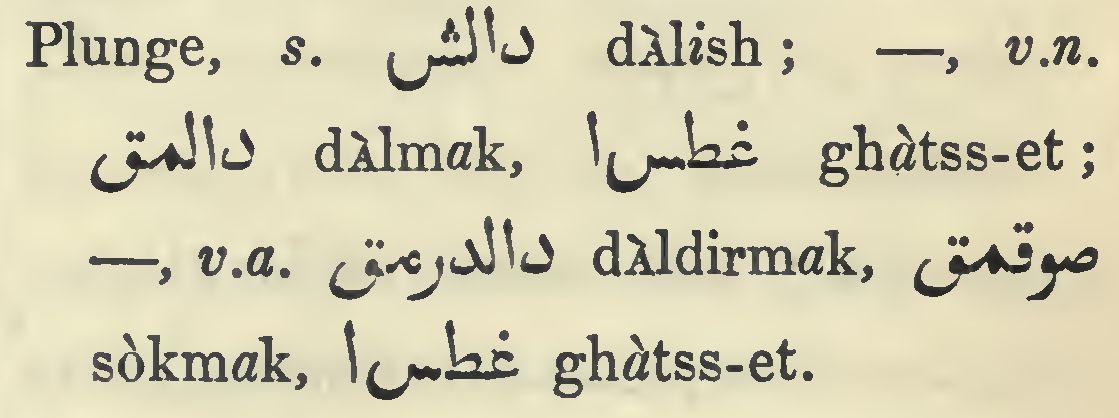 Plunge, s. دالش dàlish ; —, v.n.
دالمق dàlmak, غطس ا ghàtss-et ;
—, v.a. دالدرمق dàldirmak, صوقمق
sòkmak, غطس ا ghàtss-et.